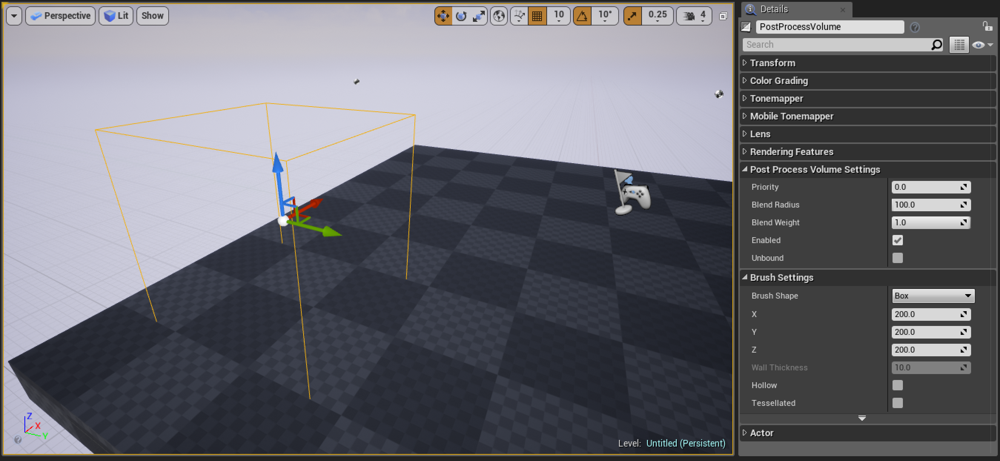 Perspective
Lit
Show
10
10°
0.25
4
Z
X
Y
Level: Untitled (Persistent)
Details
PostProcessVolume
Search
Transform
Color Grading
Tonemapper
Mobile Tonemapper
Lens
Rendering Features
Post Process Volume Settings
Priority 0.0
Blend Radius 100.0
Blend Weight 1.0
Enabled
Unbound
Brush Settings
Brush Shape Box
X 200.0
Y 200.0
Z 200.0
Wall Thickness 10.0
Hollow
Tessellated
Actor